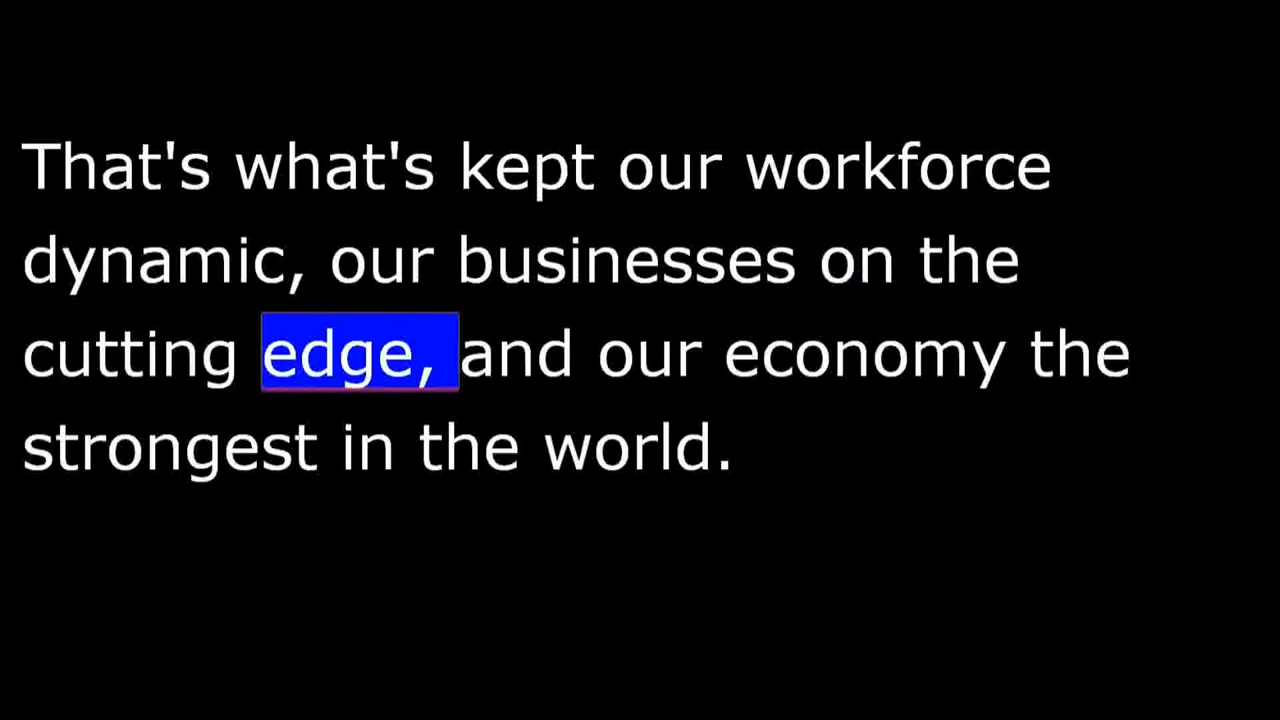 That's what's kept our workforce
dynamic, our businesses on the
cutting edge, and our economy the
strongest in the world.